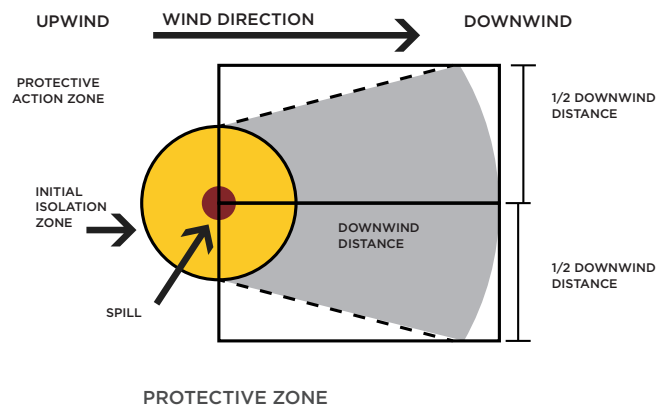 UPWIND
WIND DIRECTION
DOWNWIND
PROTECTIVE
ACTION ZONE
1/2 DOWNWIND
DISTANCE
INITIAL
ISOLATION
ZONE
DOWNWIND
DISTANCE
1/2 DOWNWIND
DISTANCE
SPILL
PROTECTIVE ZONE